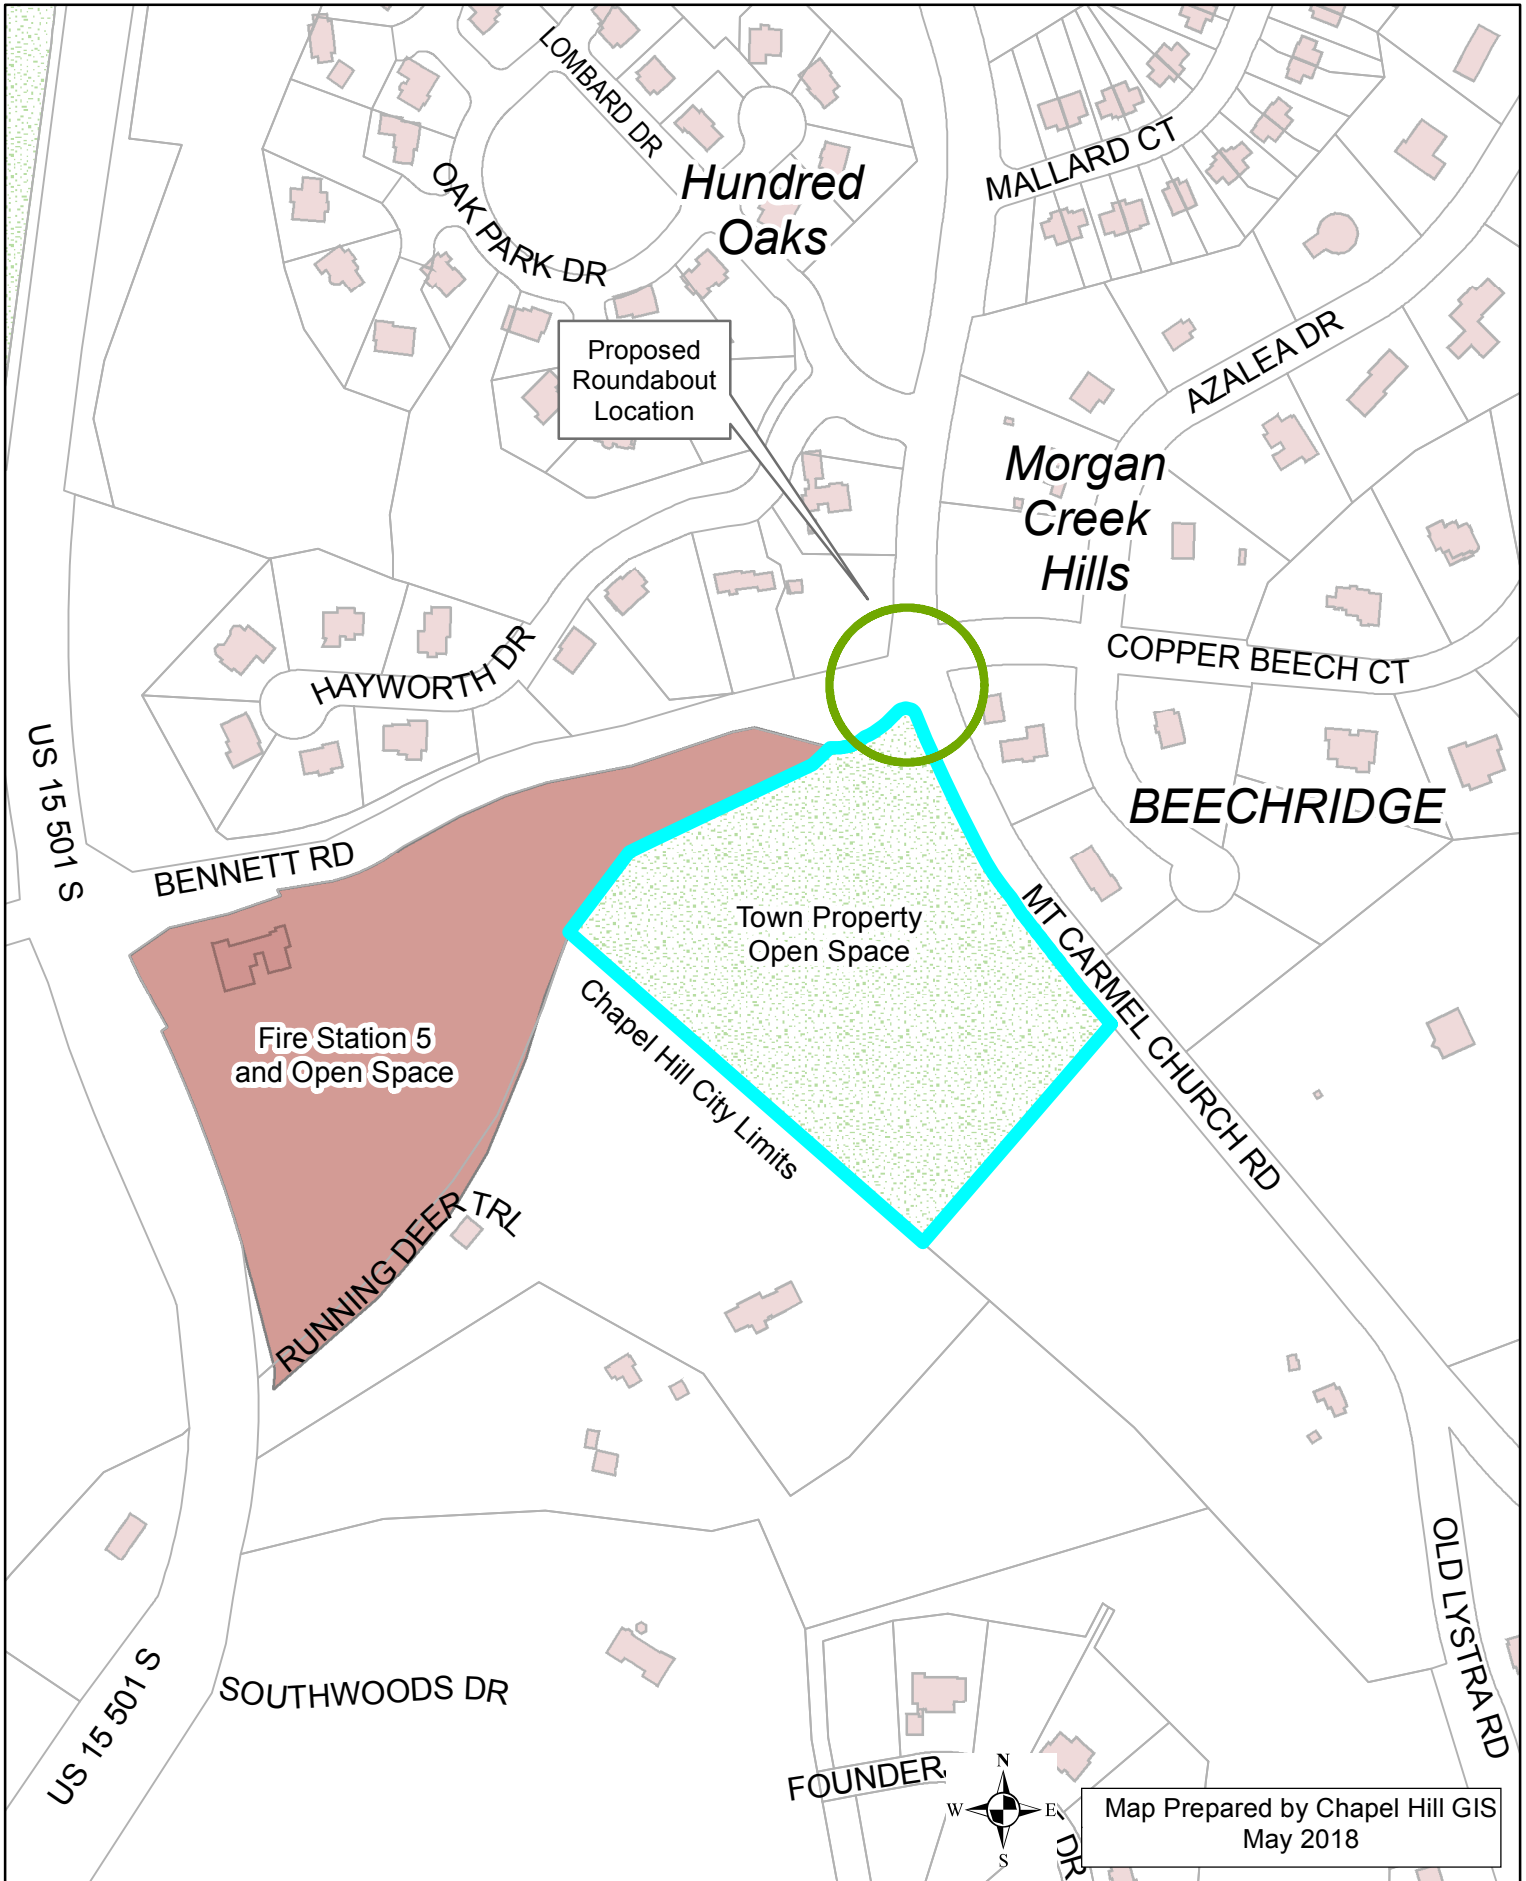 LOMBARD DR
Hundred
Oaks
MALLARD CT
OAK PARK DR
Proposed
Roundabout
Location
AZALEA DR
Morgan
Creek
Hills
COPPER BEECH CT
HAYWORTH DR
US 15 501 S
BEECHRIDGE
BENNETT RD
Town Property
Open Space
MT CARMEL CHURCH RD
Chapel Hill City Limits
Fire Station 5
and Open Space
RUNNING DEER TRL
OLD LYSTRA RD
US 15 501 S
SOUTHWOODS DR
FOUNDER
DR
N
W
E
S
Map Prepared by Chapel Hill GIS
May 2018